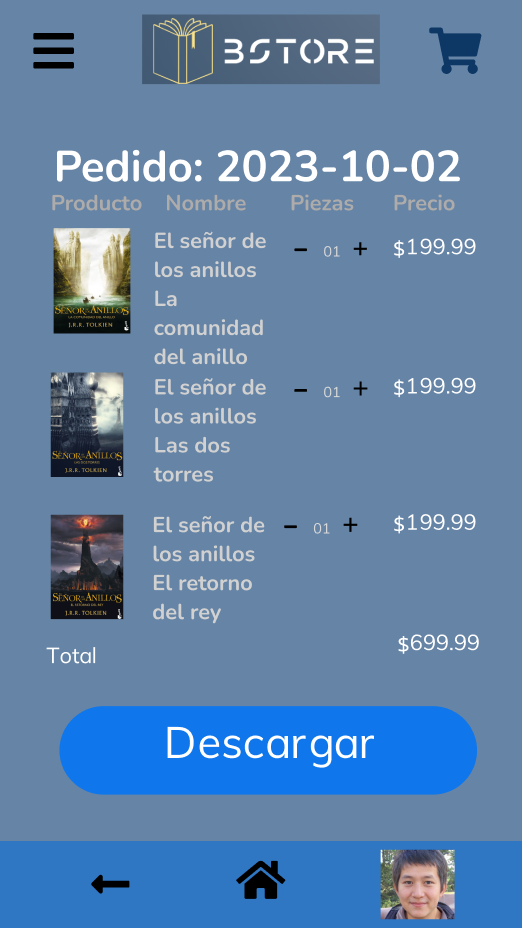 BSTORE
Pedido: 2023-10-02
Producto Nombre Piezas Precio
El señor de
los anillos
La
comunidad
del anillo
- 01 +
$199.99
SEÑOR DE LOS ANILLOS
LA COMUNIDAD DEL ANILLO
J.R.R. TOLKIEN
El señor de
los anillos
Las dos
torres
- 01 +
$199.99
SEÑOR DE LOS ANILLOS
LAS DOS TORRES
J.R.R. TOLKIEN
El señor de
los anillos
El retorno
del rey
- 01 +
$199.99
SEÑOR DE LOS ANILLOS
EL RETORNO DEL REY
J.R.R. TOLKIEN
Total $699.99
Descargar